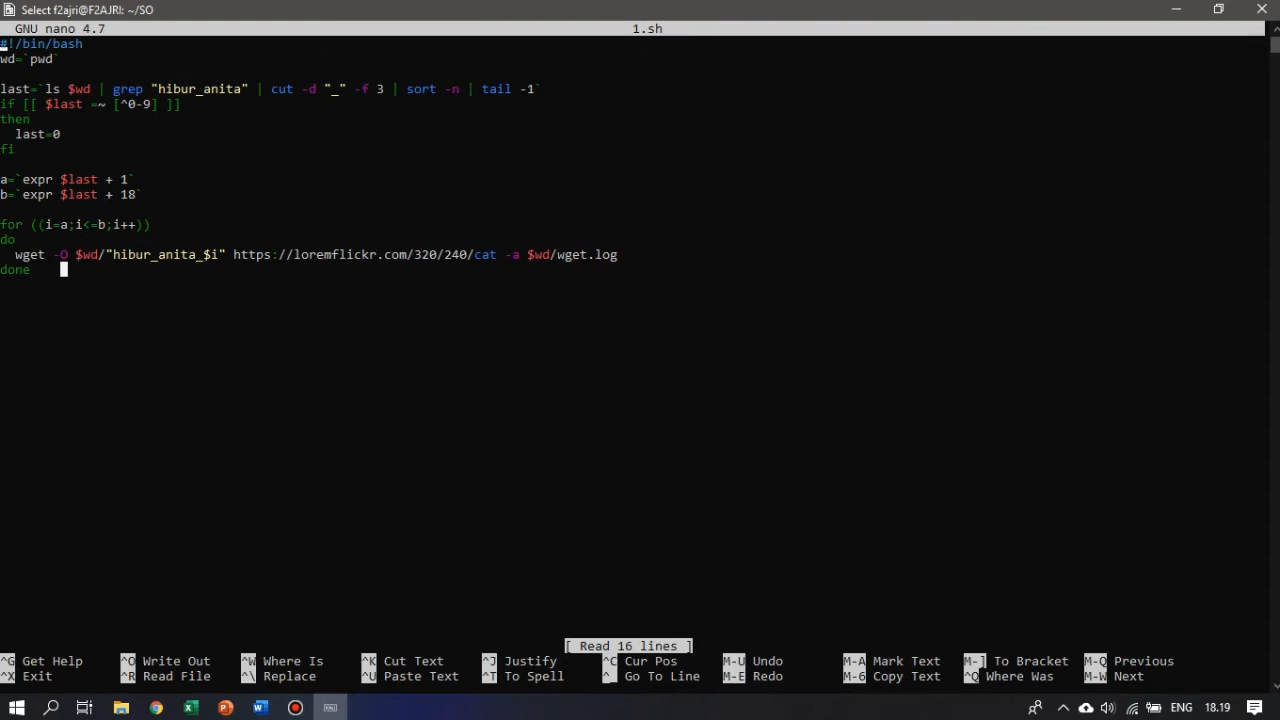 Select f2ajri@F2AJRI: ~/SO
GNU nano 4.7 1.sh
#!/bin/bash
wd=`pwd`
last=`ls $wd | grep "hibur_anita" | cut -d "_" -f 3 | sort -n | tail -1`
if [[ $last =~ [^0-9] ]]
then
last=0
fi
a=`expr $last + 1`
b=`expr $last + 18`
for ((i=a;i<=b;i++))
do
wget -O $wd/"hibur_anita_$i" https://loremflickr.com/320/240/cat -a $wd/wget.log
done
[ Read 16 lines ]
^G Get Help ^O Write Out ^W Where Is ^K Cut Text ^J Justify ^C Cur Pos M-U Undo M-A Mark Text M-] To Bracket M-Q Previous
^X Exit ^R Read File ^\ Replace ^U Paste Text ^T To Spell ^_ Go To Line M-E Redo M-6 Copy Text ^Q Where Was M-W Next
ENG 18.19